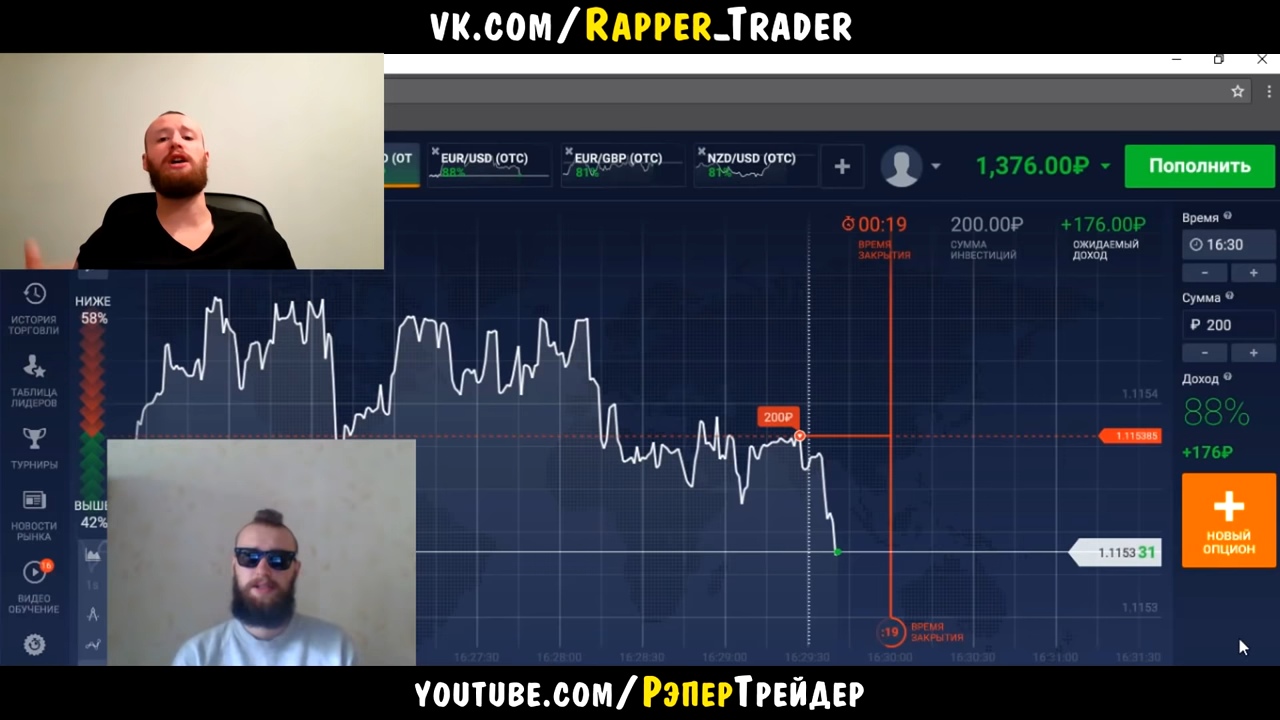 vk.com/Rapper_Trader
D (OT
EUR/USD (OTC)
88%
EUR/GBP (OTC)
81%
NZD/USD (OTC)
81%
1,376.00₽
Пополнить
00:19
ВРЕМЯ
ЗАКРЫТИЯ
200.00₽
СУММА
ИНВЕСТИЦИЙ
+176.00₽
ОЖИДАЕМЫЙ
ДОХОД
Время
16:30
Сумма
₽ 200
Доход
88%
+176₽
НОВЫЙ
ОПЦИОН
ИСТОРИЯ
ТОРГОВЛИ
ТАБЛИЦА
ЛИДЕРОВ
ТУРНИРЫ
НОВОСТИ
РЫНКА
16
ВИДЕО
ОБУЧЕНИЕ
НИЖЕ
58%
ВЫШЕ
42%
1s
200₽
1.1154
1.115385
1.115331
1.1153
:19
ВРЕМЯ
ЗАКРЫТИЯ
16:27:30
16:28:00
16:28:30
16:29:00
16:29:30
16:30:00
16:30:30
16:31:00
16:31:30
youtube.com/РэперТрейдер